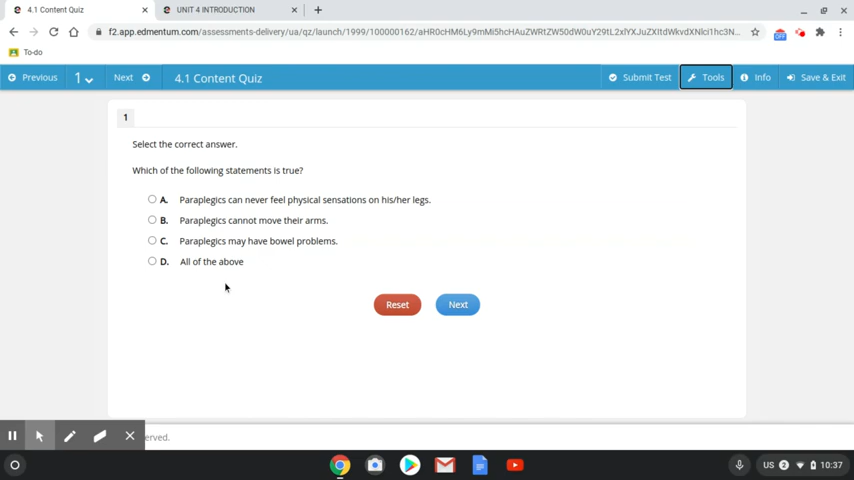 4.1 Content Quiz
UNIT 4 INTRODUCTION
f2.app.edmentum.com/assessments-delivery/ua/qz/launch/1999/100000162/
To-do
Previous
1
Next
4.1 Content Quiz
Submit Test
Tools
Info
Save & Exit
1
Select the correct answer.
Which of the following statements is true?
A. Paraplegics can never feel physical sensations on his/her legs.
B. Paraplegics cannot move their arms.
C. Paraplegics may have bowel problems.
D. All of the above
Reset
Next
erved.
US 2 10:37